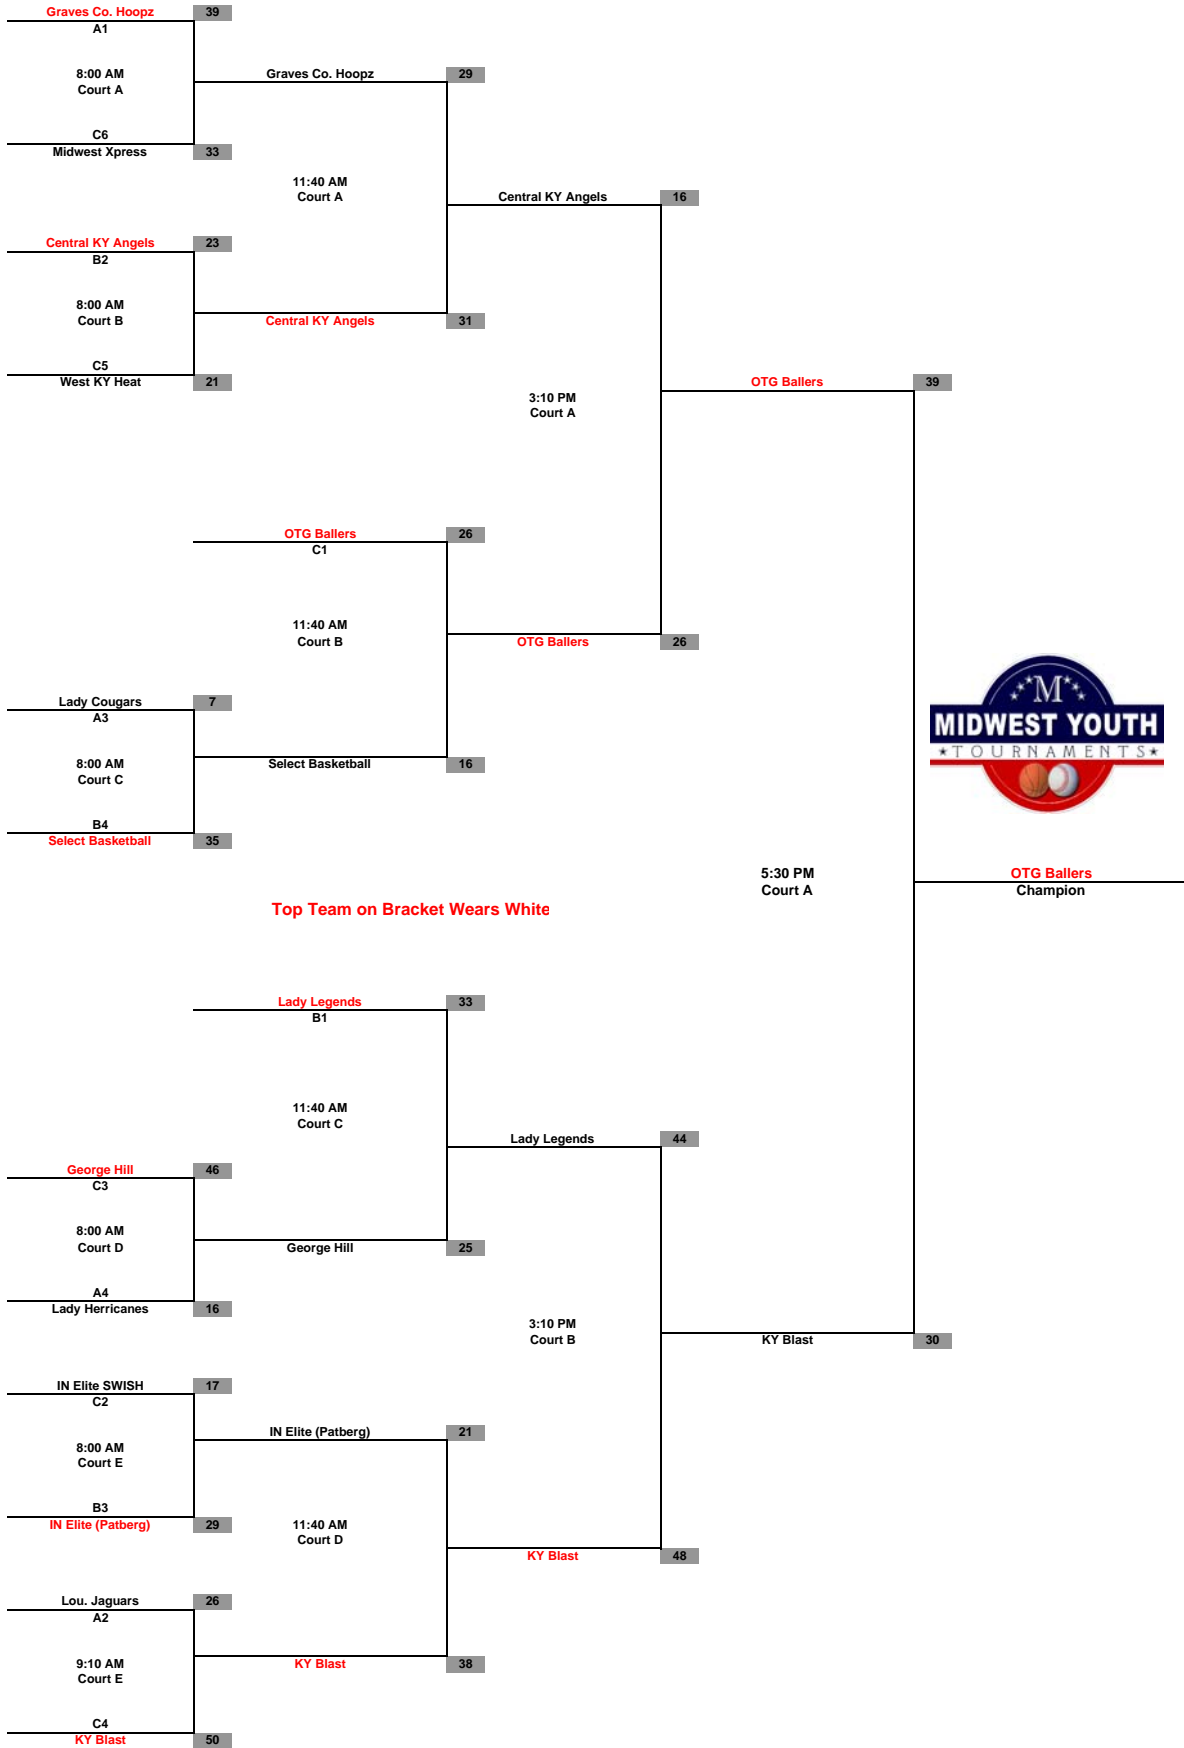 Graves Co. Hoopz 39
A1
8:00 AM
Court A
Graves Co. Hoopz 29
C6
Midwest Xpress 33
11:40 AM
Court A
Central KY Angels 16
Central KY Angels 23
B2
8:00 AM
Court B
Central KY Angels 31
C5
West KY Heat 21
OTG Ballers 39
3:10 PM
Court A
OTG Ballers 26
C1
11:40 AM
Court B
OTG Ballers 26
Lady Cougars 7
A3
8:00 AM
Court C
Select Basketball 16
B4
Select Basketball 35
M
MIDWEST YOUTH
TOURNAMENTS
5:30 PM
Court A
OTG Ballers
Champion
Top Team on Bracket Wears White
Lady Legends 33
B1
11:40 AM
Court C
Lady Legends 44
George Hill 46
C3
8:00 AM
Court D
George Hill 25
A4
Lady Herricanes 16
3:10 PM
Court B
KY Blast 30
IN Elite SWISH 17
C2
IN Elite (Patberg) 21
8:00 AM
Court E
B3
IN Elite (Patberg) 29
11:40 AM
Court D
KY Blast 48
Lou. Jaguars 26
A2
9:10 AM
Court E
KY Blast 38
C4
KY Blast 50